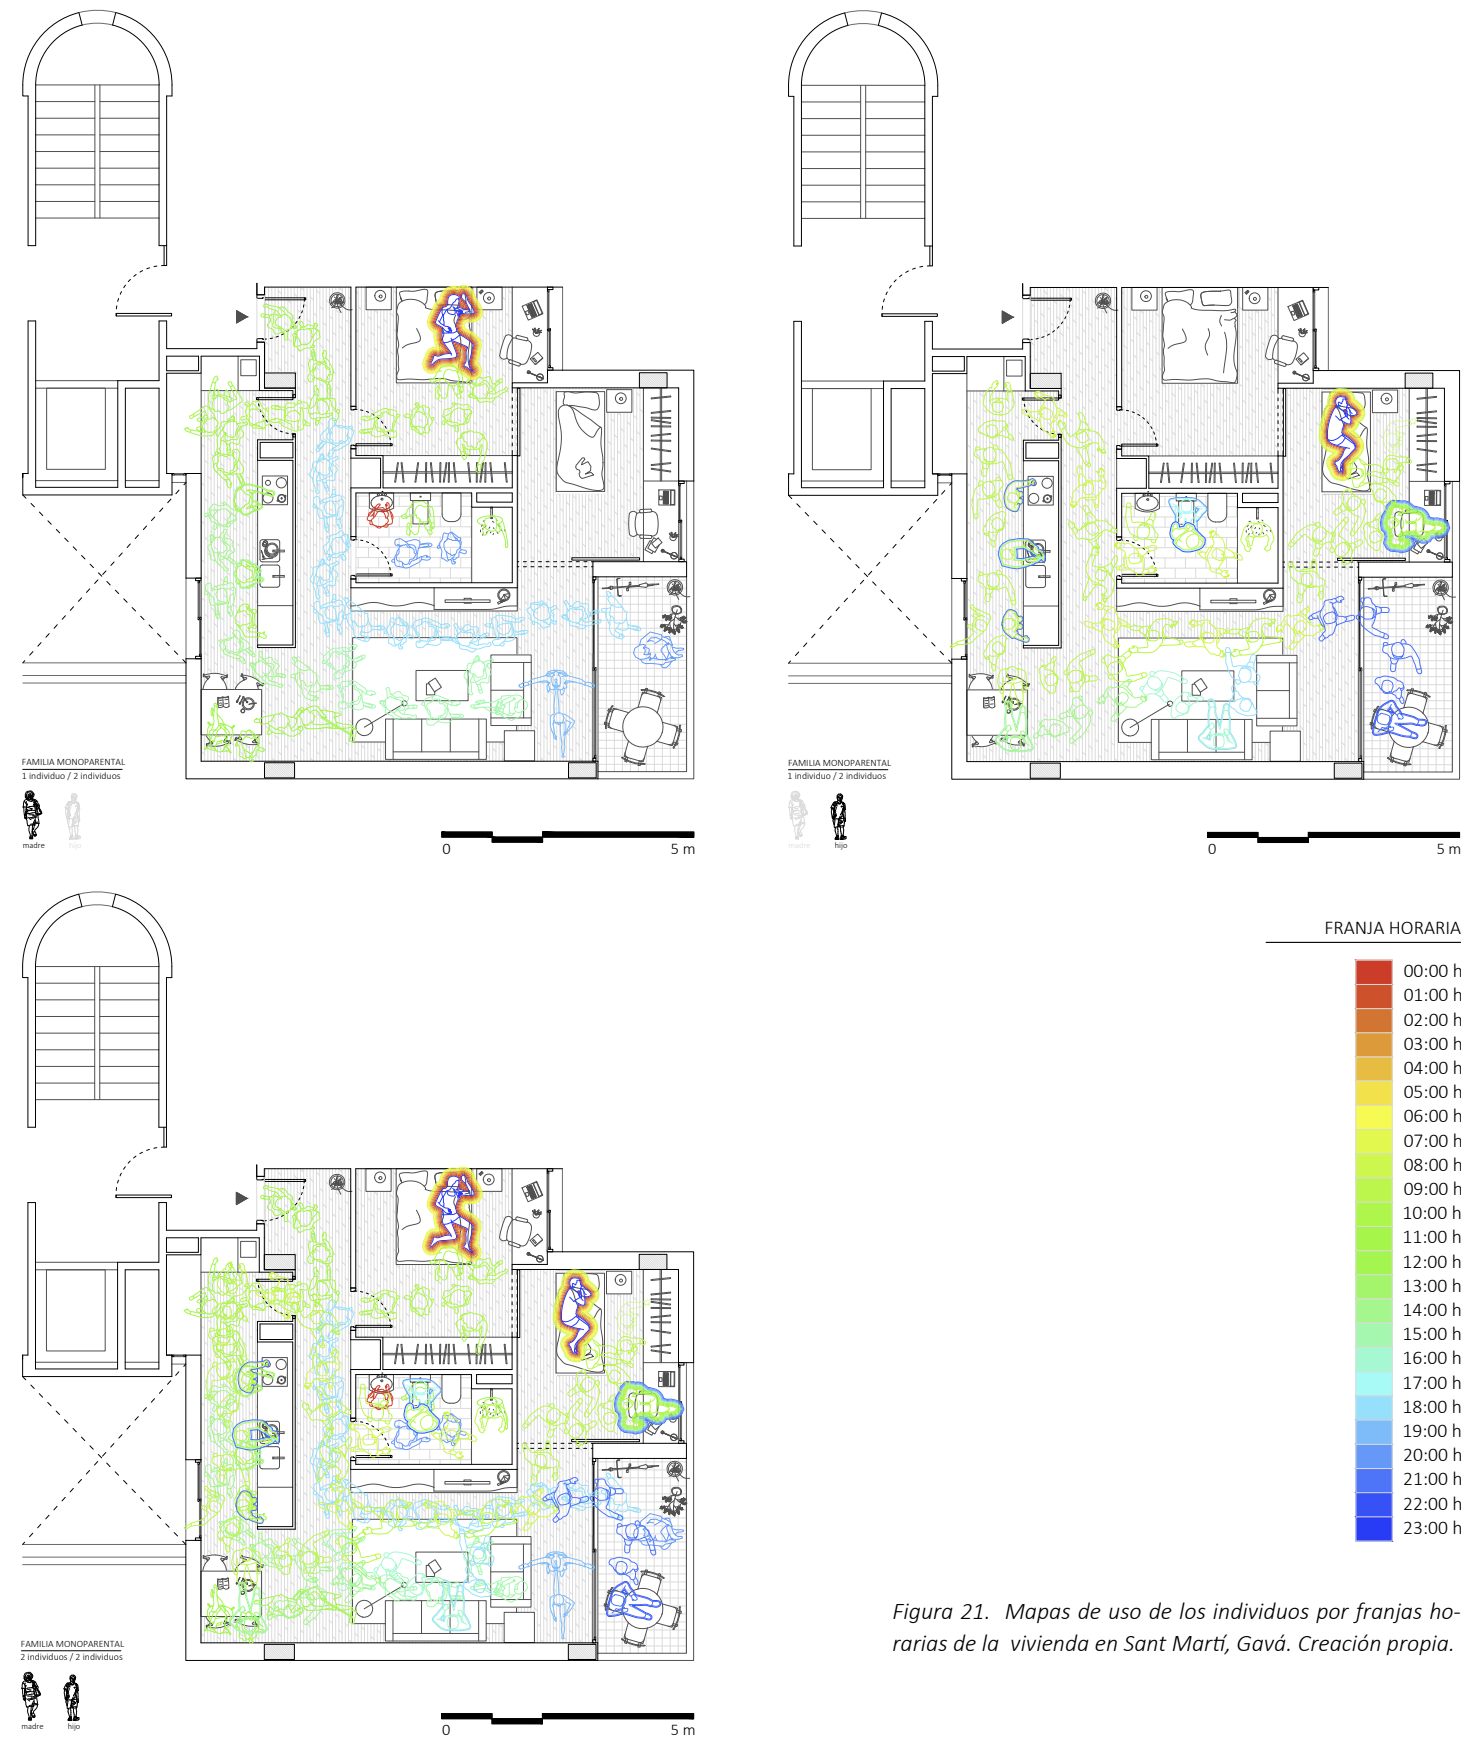 FAMILIA MONOPARENTAL
1 individuo / 2 individuos
madre
hijo
0
5 m
FAMILIA MONOPARENTAL
1 individuo / 2 individuos
madre
hijo
0
5 m
FAMILIA MONOPARENTAL
2 individuos / 2 individuos
madre
hijo
0
5 m
FRANJA HORARIA
00:00 h
01:00 h
02:00 h
03:00 h
04:00 h
05:00 h
06:00 h
07:00 h
08:00 h
09:00 h
10:00 h
11:00 h
12:00 h
13:00 h
14:00 h
15:00 h
16:00 h
17:00 h
18:00 h
19:00 h
20:00 h
21:00 h
22:00 h
23:00 h
Figura 21. Mapas de uso de los individuos por franjas ho-
rarias de la vivienda en Sant Martí, Gavá. Creación propia.